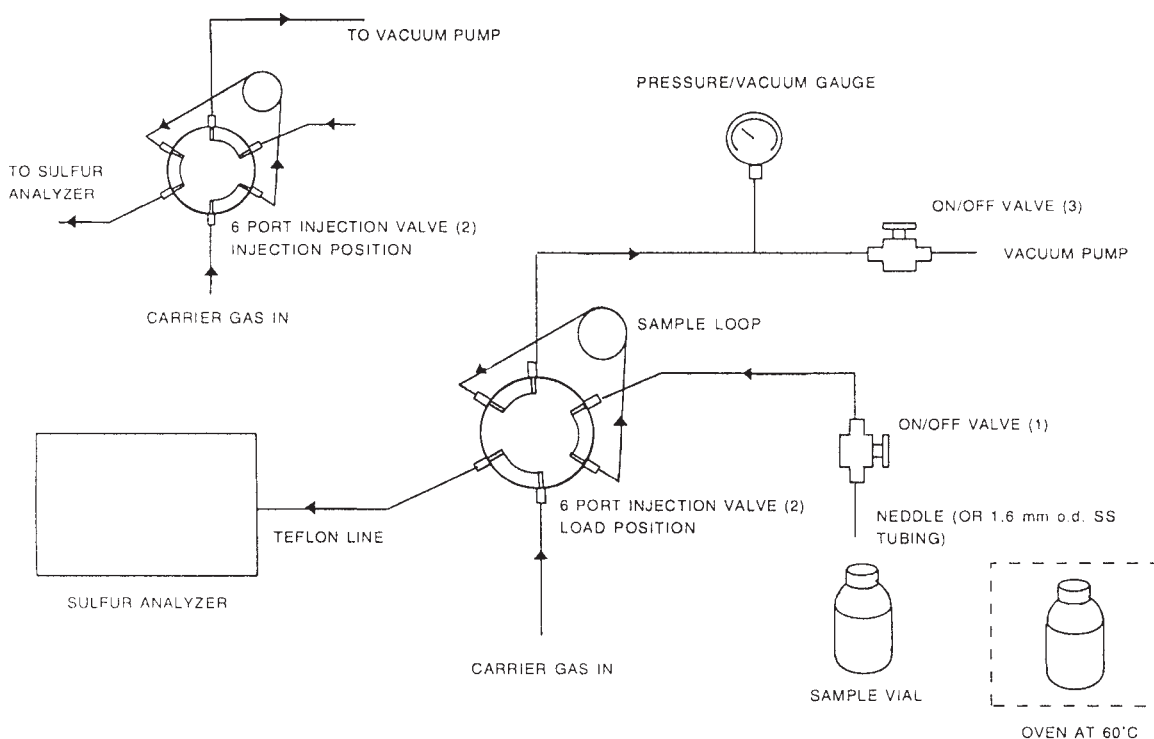 TO VACUUM PUMP
TO SULFUR
ANALYZER
6 PORT INJECTION VALVE (2)
INJECTION POSITION
CARRIER GAS IN
PRESSURE/VACUUM GAUGE
ON/OFF VALVE (3)
VACUUM PUMP
SAMPLE LOOP
ON/OFF VALVE (1)
6 PORT INJECTION VALVE (2)
LOAD POSITION
NEDDLE (OR 1.6 mm o.d. SS
TUBING)
TEFLON LINE
SULFUR ANALYZER
CARRIER GAS IN
SAMPLE VIAL
OVEN AT 60°C